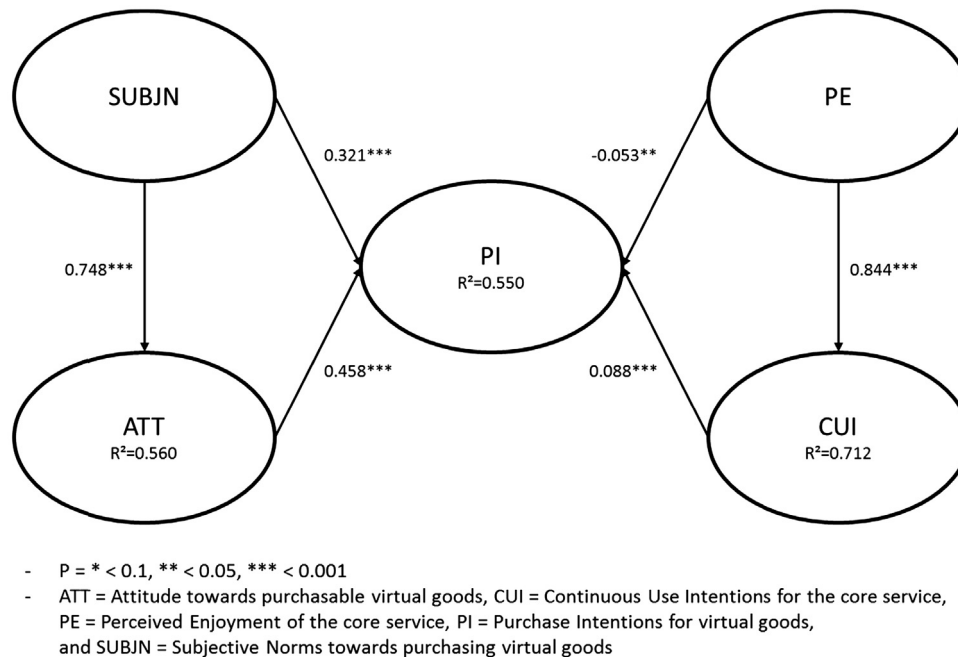 SUBJN
PE
0.321***
-0.053**
PI
R²=0.550
0.748***
0.844***
0.458***
0.088***
ATT
R²=0.560
CUI
R²=0.712
- P = * < 0.1, ** < 0.05, *** < 0.001
- ATT = Attitude towards purchasable virtual goods, CUI = Continuous Use Intentions for the core service,
PE = Perceived Enjoyment of the core service, PI = Purchase Intentions for virtual goods,
and SUBJN = Subjective Norms towards purchasing virtual goods